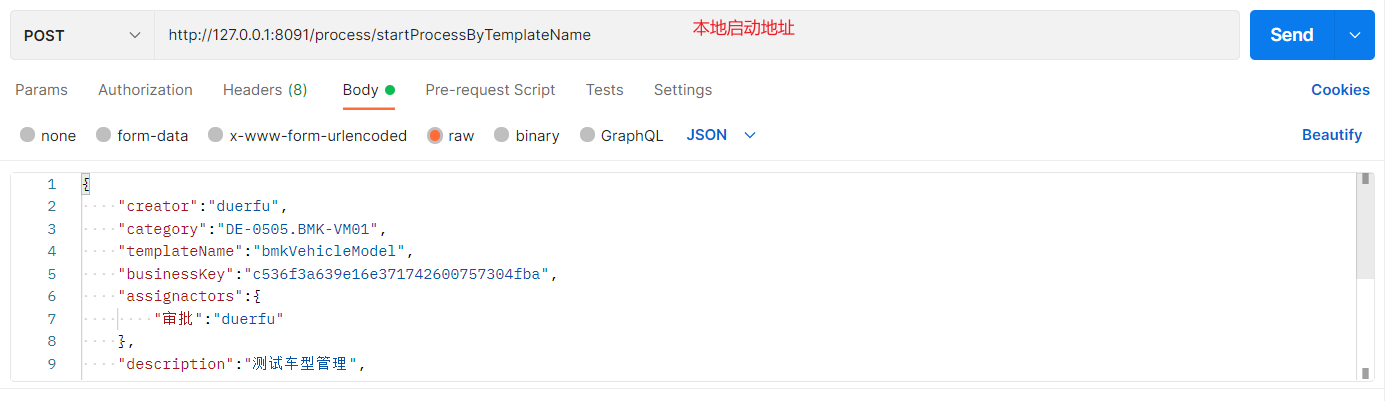 POST http://127.0.0.1:8091/process/startProcessByTemplateName 本地启动地址 Send
Params Authorization Headers (8) Body Pre-request Script Tests Settings Cookies
none form-data x-www-form-urlencoded raw binary GraphQL JSON Beautify
1 {
2 "creator":"duerfu",
3 "category":"DE-0505.BMK-VM01",
4 "templateName":"bmkVehicleModel",
5 "businessKey":"c536f3a639e16e371742600757304fba",
6 "assignactors":{
7 "审批":"duerfu"
8 },
9 "description":"测试车型管理",